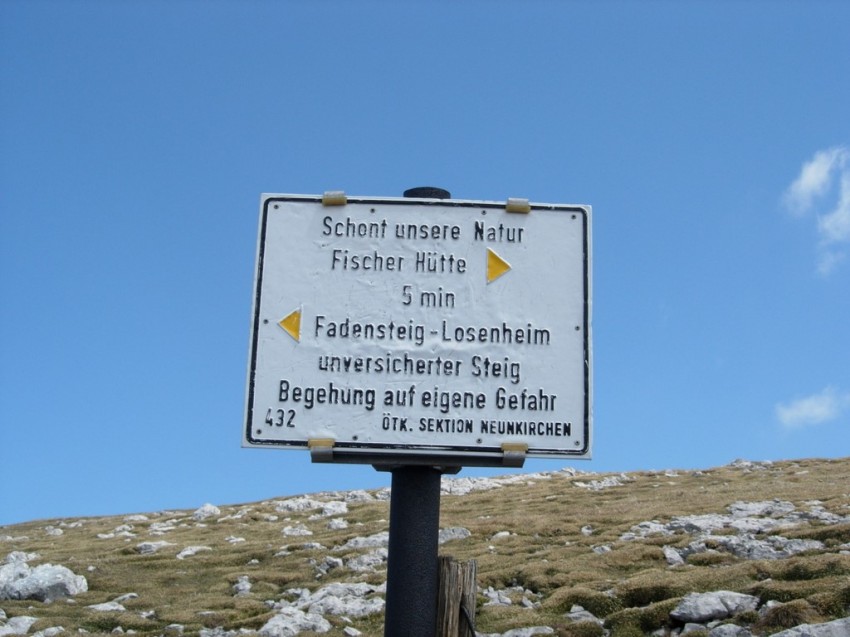 Schont unsere Natur
Fischer Hütte
5 min
Fadensteig-Losenheim
unversicherter Steig
Begehung auf eigene Gefahr
432 ÖTK. SEKTION NEUNKIRCHEN